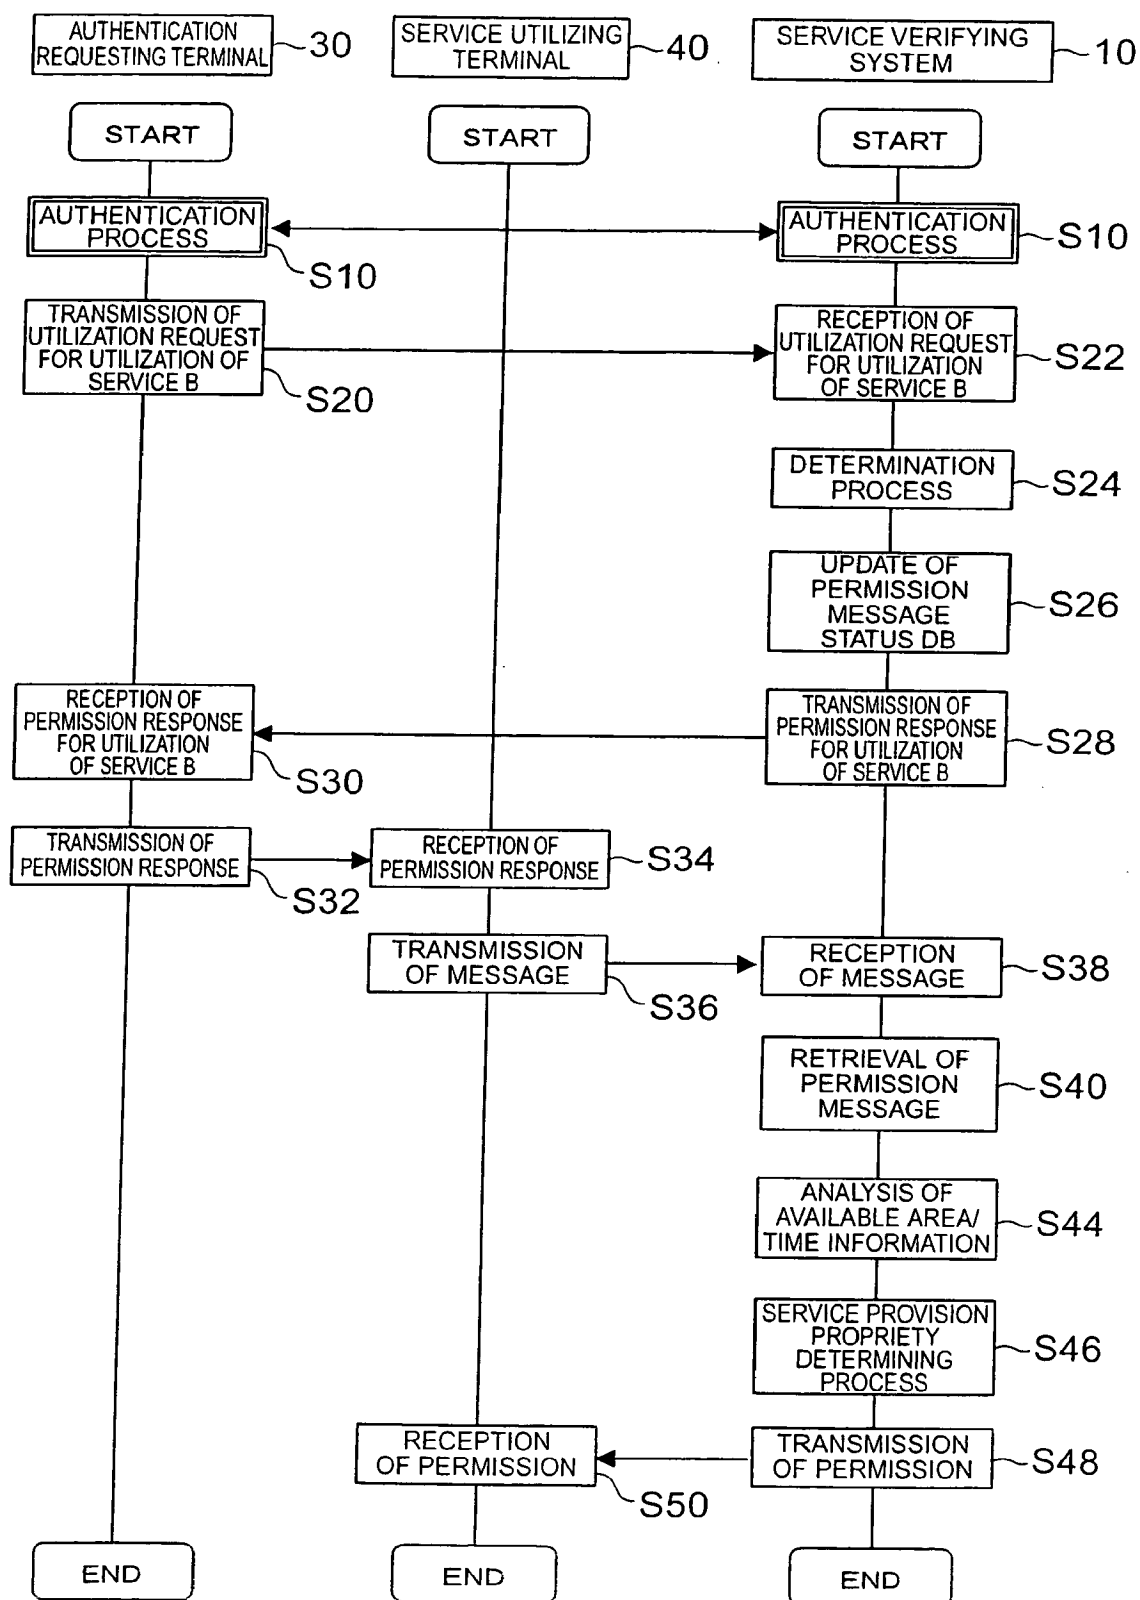 AUTHENTICATION
REQUESTING TERMINAL
30
SERVICE UTILIZING
TERMINAL
40
SERVICE VERIFYING
SYSTEM
10
START
START
START
AUTHENTICATION
PROCESS
S10
AUTHENTICATION
PROCESS
S10
TRANSMISSION OF
UTILIZATION REQUEST
FOR UTILIZATION OF
SERVICE B
S20
RECEPTION OF
UTILIZATION REQUEST
FOR UTILIZATION
OF SERVICE B
S22
DETERMINATION
PROCESS
S24
UPDATE OF
PERMISSION
MESSAGE
STATUS DB
S26
RECEPTION OF
PERMISSION RESPONSE
FOR UTILIZATION
OF SERVICE B
S30
TRANSMISSION OF
PERMISSION RESPONSE
FOR UTILIZATION
OF SERVICE B
S28
TRANSMISSION OF
PERMISSION RESPONSE
S32
RECEPTION OF
PERMISSION RESPONSE
S34
TRANSMISSION
OF MESSAGE
S36
RECEPTION
OF MESSAGE
S38
RETRIEVAL OF
PERMISSION
MESSAGE
S40
ANALYSIS OF
AVAILABLE AREA/
TIME INFORMATION
S44
SERVICE PROVISION
PROPRIETY
DETERMINING
PROCESS
S46
RECEPTION
OF PERMISSION
S50
TRANSMISSION
OF PERMISSION
S48
END
END
END